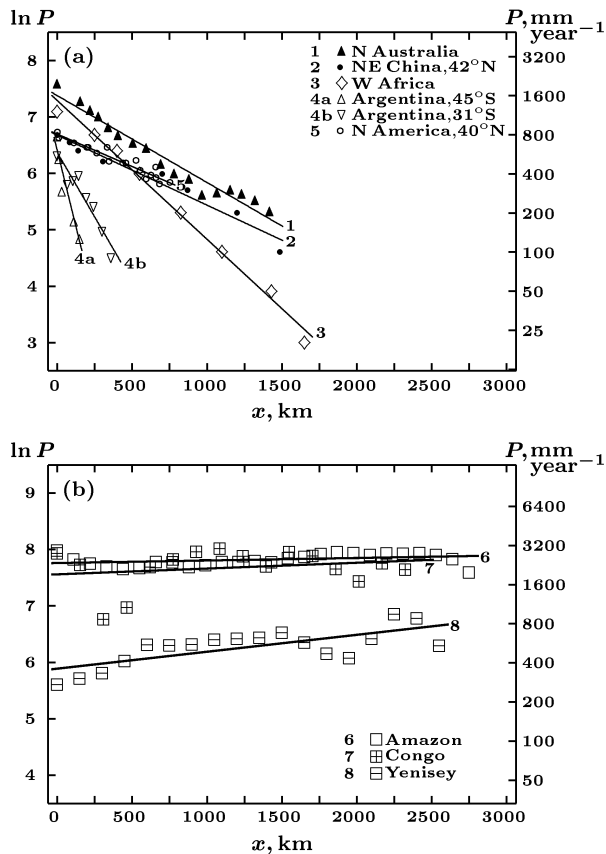 ln P P, mm
year−1
8 (a) 1 ▲ N Australia 3200
2 • NE China, 42°N
3 ◇ W Africa 1600
7 4a △ Argentina, 45°S
4b ▽ Argentina, 31°S 800
5 ○ N America, 40°N
6 5 400
1 200
2
5 4a 4b 100
4 50
3 25
3
0 500 1000 1500 2000 2500 3000
x, km
ln P P, mm
year−1
9 (b) 6400
8 6 3200
7 1600
7 8 800
6 400
200
5 6 □ Amazon 100
7 ⊞ Congo
4 8 ⊟ Yenisey 50
0 500 1000 1500 2000 2500 3000
x, km